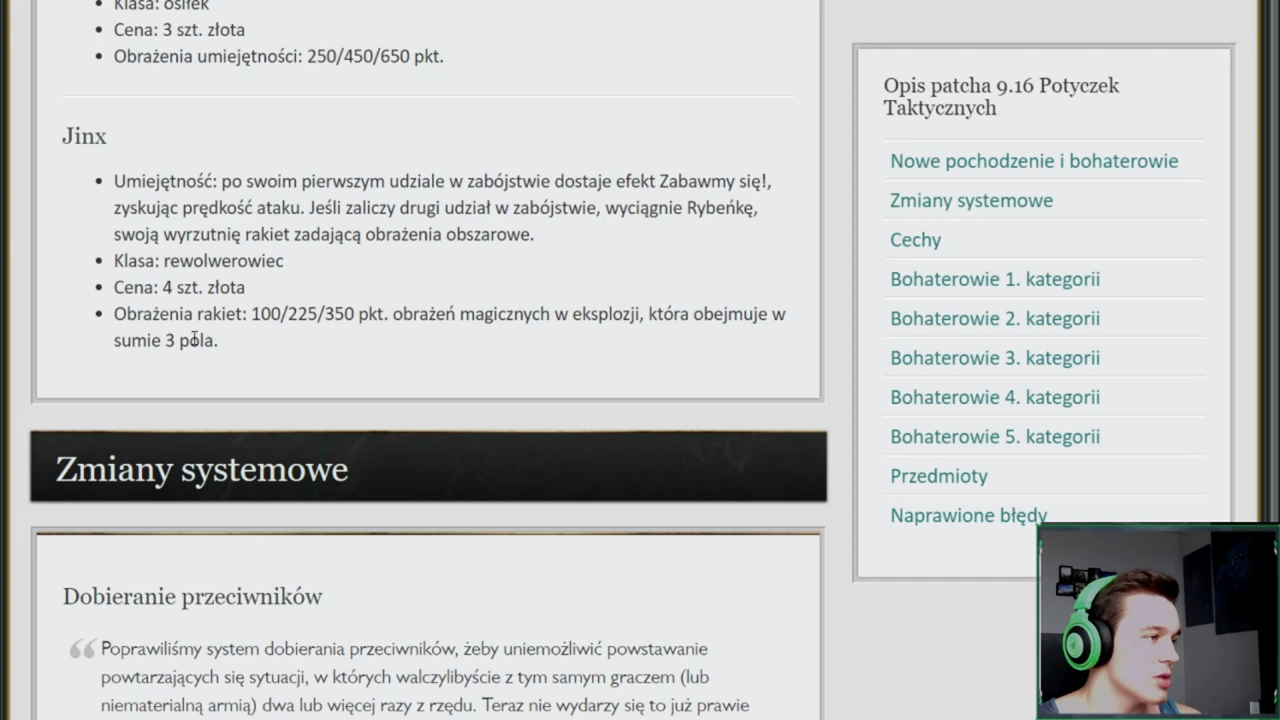 Klasa: osiłek
Cena: 3 szt. złota
Obrażenia umiejętności: 250/450/650 pkt.
Jinx
Umiejętność: po swoim pierwszym udziale w zabójstwie dostaje efekt Zabawmy się!,
zyskując prędkość ataku. Jeśli zaliczy drugi udział w zabójstwie, wyciągnie Rybeńkę,
swoją wyrzutnię rakiet zadającą obrażenia obszarowe.
Klasa: rewolwerowiec
Cena: 4 szt. złota
Obrażenia rakiet: 100/225/350 pkt. obrażeń magicznych w eksplozji, która obejmuje w
sumie 3 pola.
Zmiany systemowe
Dobieranie przeciwników
Poprawiliśmy system dobierania przeciwników, żeby uniemożliwić powstawanie
powtarzających się sytuacji, w których walczylibyście z tym samym graczem (lub
niematerialną armią) dwa lub więcej razy z rzędu. Teraz nie wydarzy się to już prawie
Opis patcha 9.16 Potyczek
Taktycznych
Nowe pochodzenie i bohaterowie
Zmiany systemowe
Cechy
Bohaterowie 1. kategorii
Bohaterowie 2. kategorii
Bohaterowie 3. kategorii
Bohaterowie 4. kategorii
Bohaterowie 5. kategorii
Przedmioty
Naprawione błędy